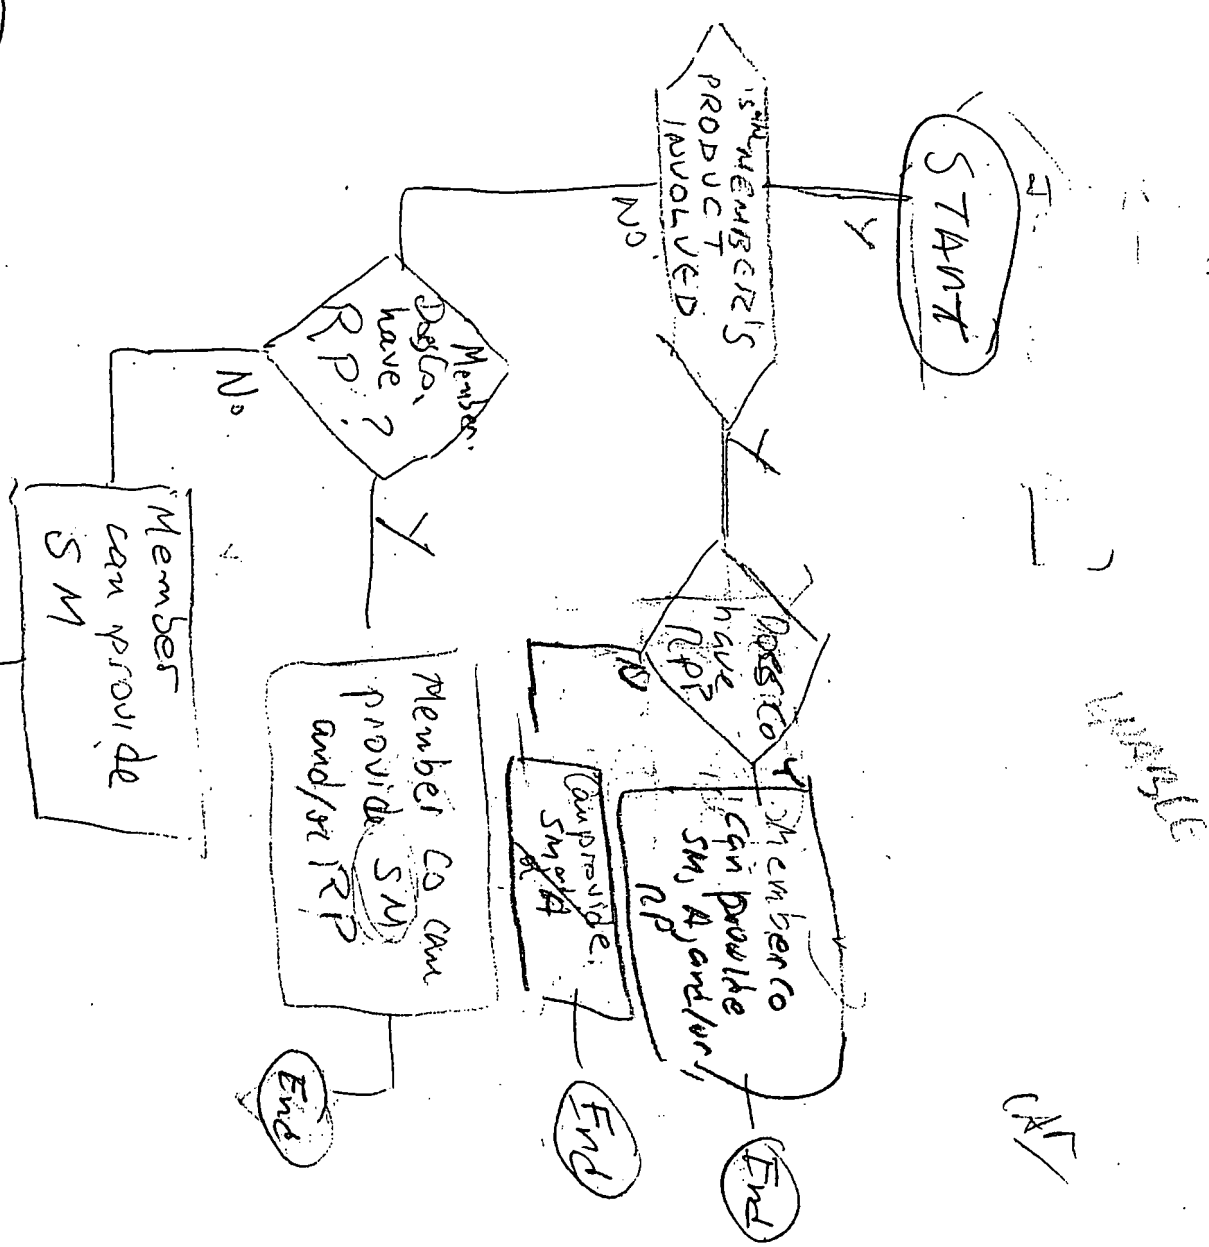 START
Y
is the MEMBER'S
PRODUCT
INVOLVED
Y
NO
Does Co
have
RP?
Y
N
Member Co
can provide
SM, A, and/or,
RP
End
Can provide
SM
A
End
Member
Does Co.
have
RP?
Y
No
Member Co can
provide SM
and/or RP
End
Member
can provide
SM